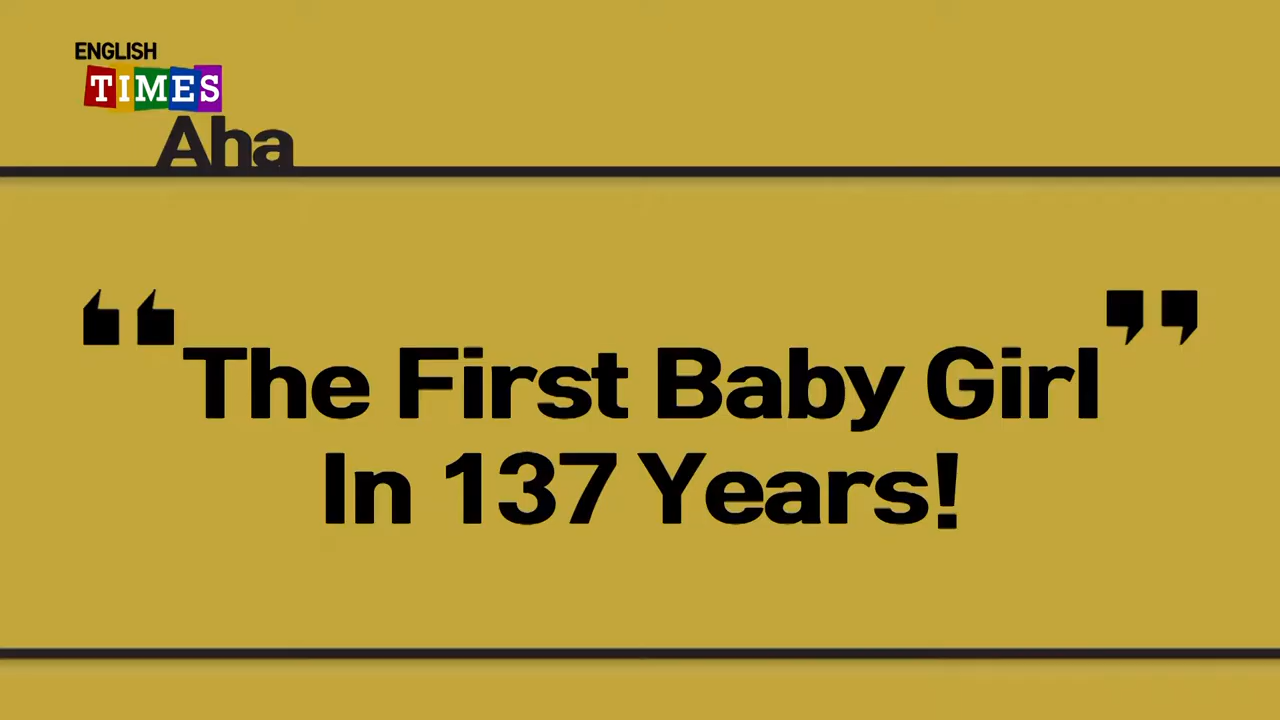 ENGLISH
TIMES
Aha
“The First Baby Girl
In 137 Years!”